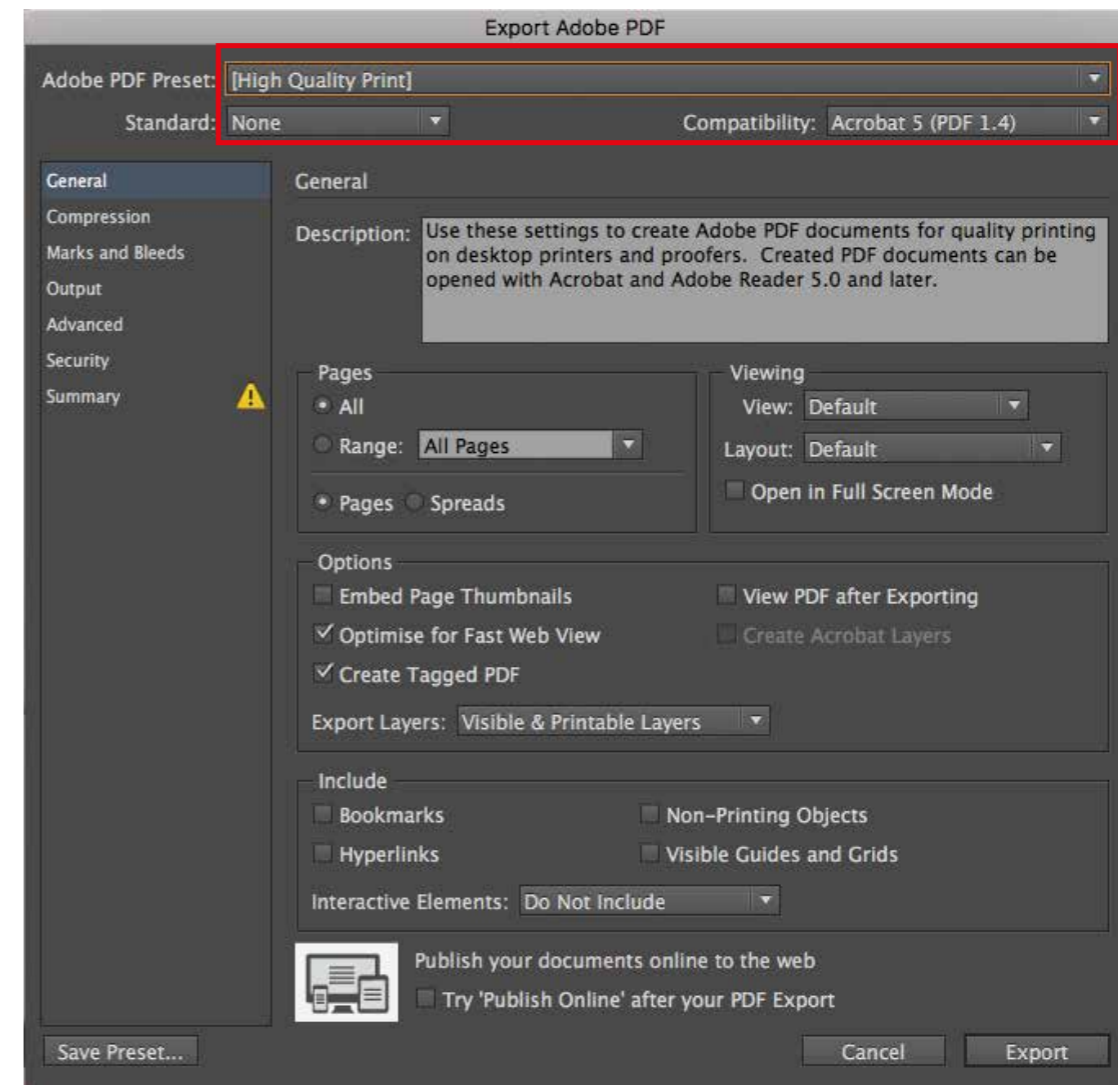 Export Adobe PDF
Adobe PDF Preset: [High Quality Print]
Standard: None Compatibility: Acrobat 5 (PDF 1.4)
General
Compression
Marks and Bleeds
Output
Advanced
Security
Summary
General
Description: Use these settings to create Adobe PDF documents for quality printing
on desktop printers and proofers. Created PDF documents can be
opened with Acrobat and Adobe Reader 5.0 and later.
Pages
All
Range: All Pages
Pages Spreads
Viewing
View: Default
Layout: Default
Open in Full Screen Mode
Options
Embed Page Thumbnails View PDF after Exporting
Optimise for Fast Web View Create Acrobat Layers
Create Tagged PDF
Export Layers: Visible & Printable Layers
Include
Bookmarks Non-Printing Objects
Hyperlinks Visible Guides and Grids
Interactive Elements: Do Not Include
Publish your documents online to the web
Try 'Publish Online' after your PDF Export
Save Preset... Cancel Export